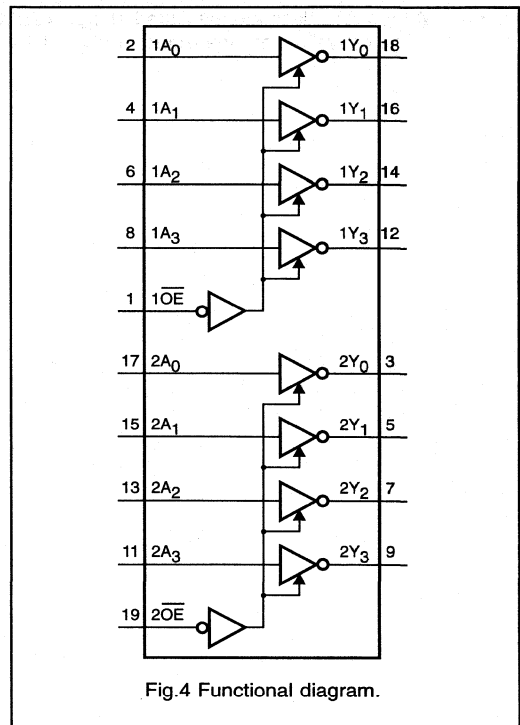 2 1A₀ 1Y₀ 18
4 1A₁ 1Y₁ 16
6 1A₂ 1Y₂ 14
8 1A₃ 1Y₃ 12
1 1O̅E̅
17 2A₀ 2Y₀ 3
15 2A₁ 2Y₁ 5
13 2A₂ 2Y₂ 7
11 2A₃ 2Y₃ 9
19 2O̅E̅
Fig.4 Functional diagram.